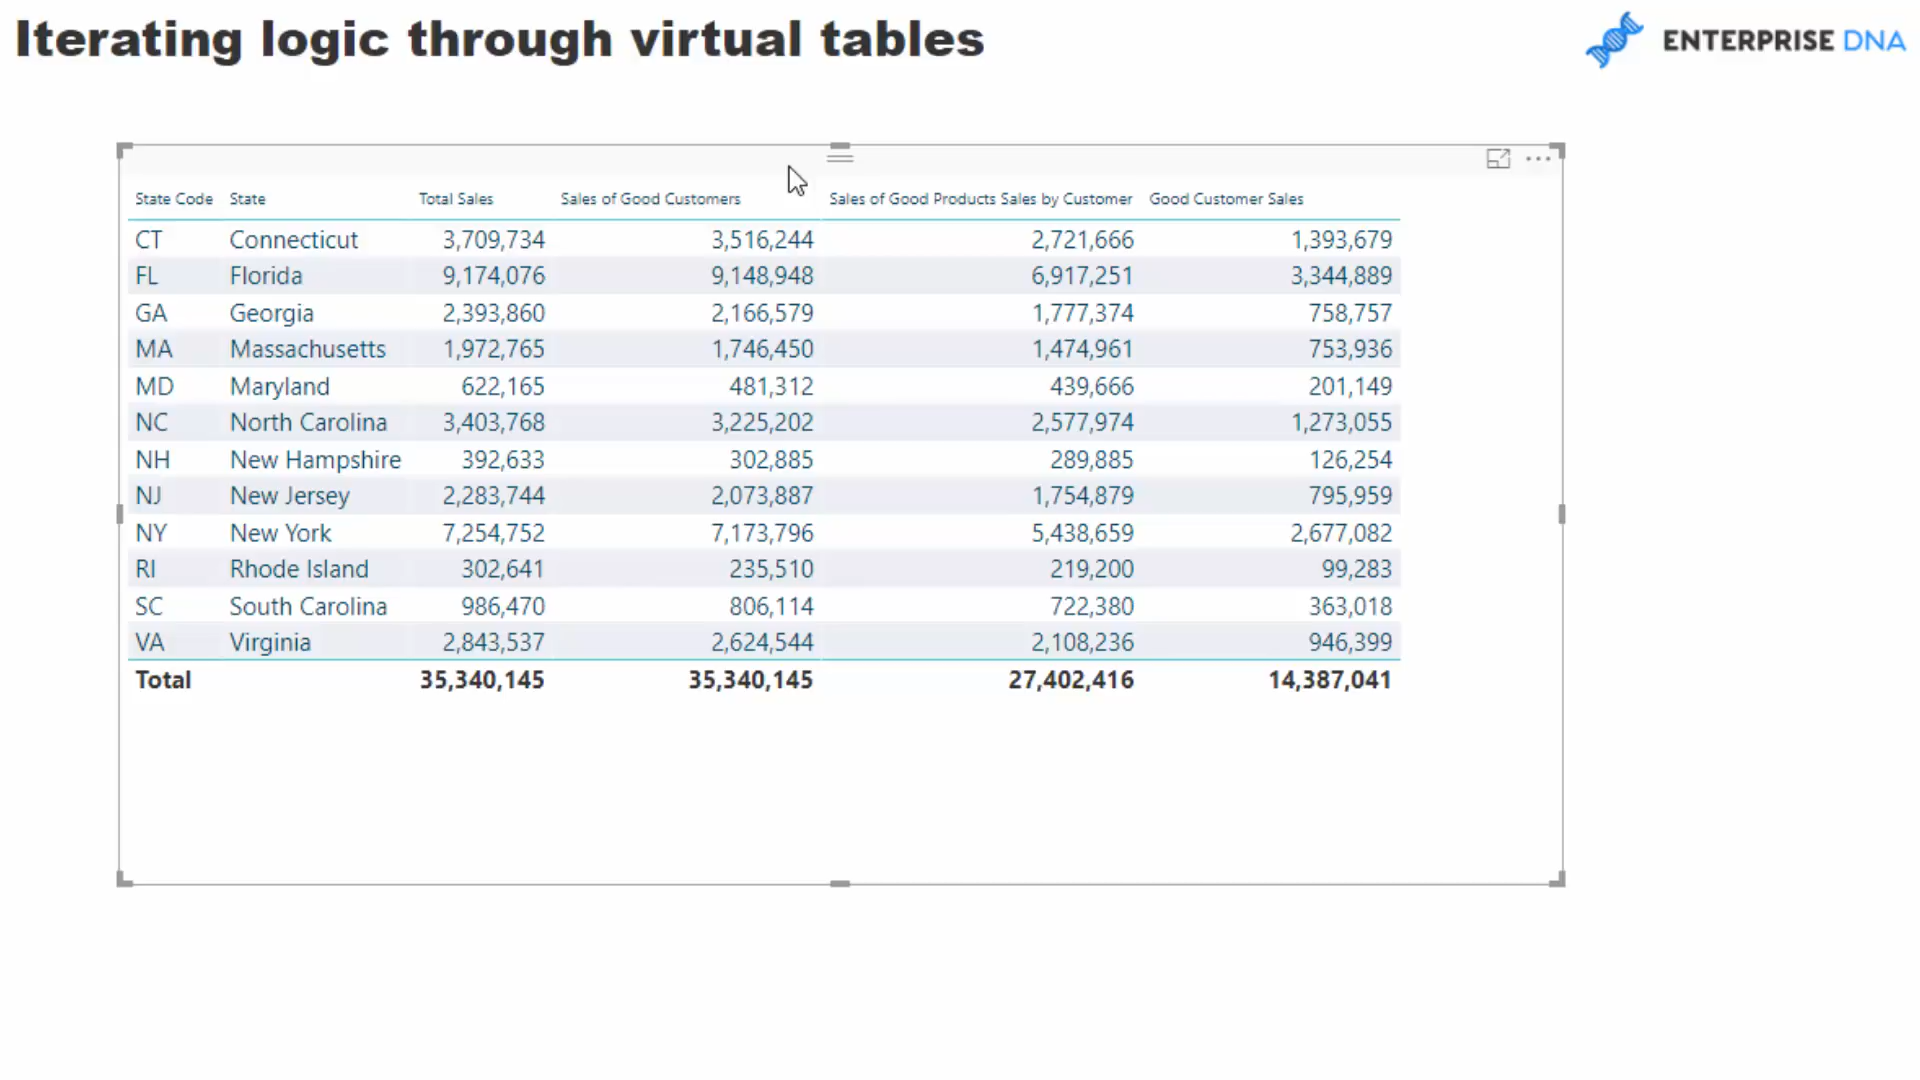 Iterating logic through virtual tables
ENTERPRISE DNA
State Code State Total Sales Sales of Good Customers Sales of Good Products Sales by Customer Good Customer Sales
CT Connecticut 3,709,734 3,516,244 2,721,666 1,393,679
FL Florida 9,174,076 9,148,948 6,917,251 3,344,889
GA Georgia 2,393,860 2,166,579 1,777,374 758,757
MA Massachusetts 1,972,765 1,746,450 1,474,961 753,936
MD Maryland 622,165 481,312 439,666 201,149
NC North Carolina 3,403,768 3,225,202 2,577,974 1,273,055
NH New Hampshire 392,633 302,885 289,885 126,254
NJ New Jersey 2,283,744 2,073,887 1,754,879 795,959
NY New York 7,254,752 7,173,796 5,438,659 2,677,082
RI Rhode Island 302,641 235,510 219,200 99,283
SC South Carolina 986,470 806,114 722,380 363,018
VA Virginia 2,843,537 2,624,544 2,108,236 946,399
Total 35,340,145 35,340,145 27,402,416 14,387,041